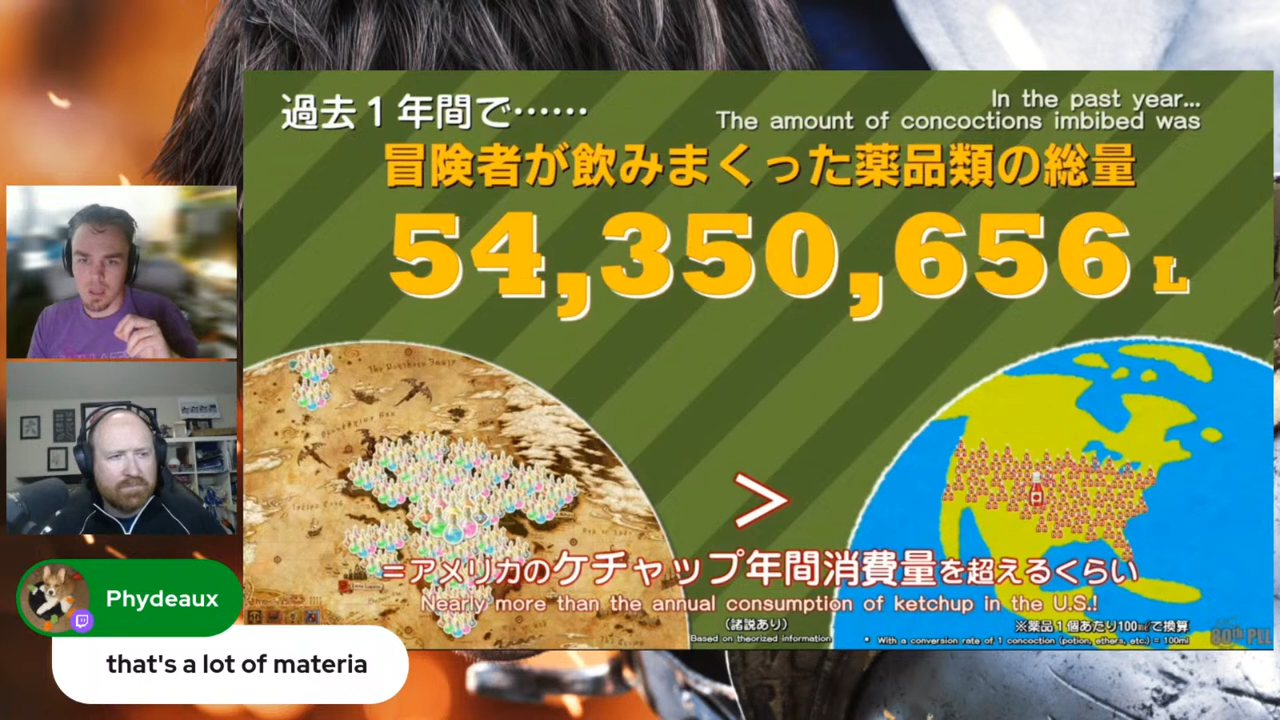 過去１年間で……
In the past year...
The amount of concoctions imbibed was
冒険者が飲みまくった薬品類の総量
54,350,656 L
>
=アメリカのケチャップ年間消費量を超えるくらい
Nearly more than the annual consumption of ketchup in the U.S.!
(諸説あり)
Based on theorized information
※薬品１個あたり100㎖で換算
* With a conversion rate of 1 concoction (potion, ethers, etc.) = 100ml
80th PLL
Phydeaux
that's a lot of materia